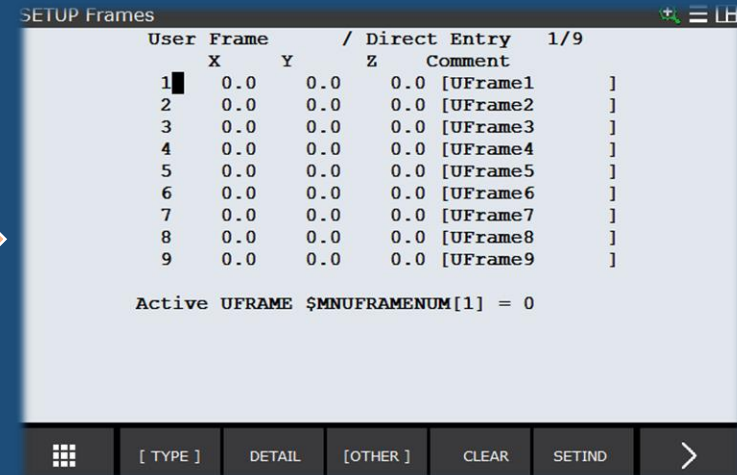 SETUP Frames
User Frame / Direct Entry 1/9
X Y Z Comment
1 0.0 0.0 0.0 [UFrame1 ]
2 0.0 0.0 0.0 [UFrame2 ]
3 0.0 0.0 0.0 [UFrame3 ]
4 0.0 0.0 0.0 [UFrame4 ]
5 0.0 0.0 0.0 [UFrame5 ]
6 0.0 0.0 0.0 [UFrame6 ]
7 0.0 0.0 0.0 [UFrame7 ]
8 0.0 0.0 0.0 [UFrame8 ]
9 0.0 0.0 0.0 [UFrame9 ]
Active UFRAME $MNUFRAMENUM[1] = 0
[ TYPE ] DETAIL [OTHER ] CLEAR SETIND >